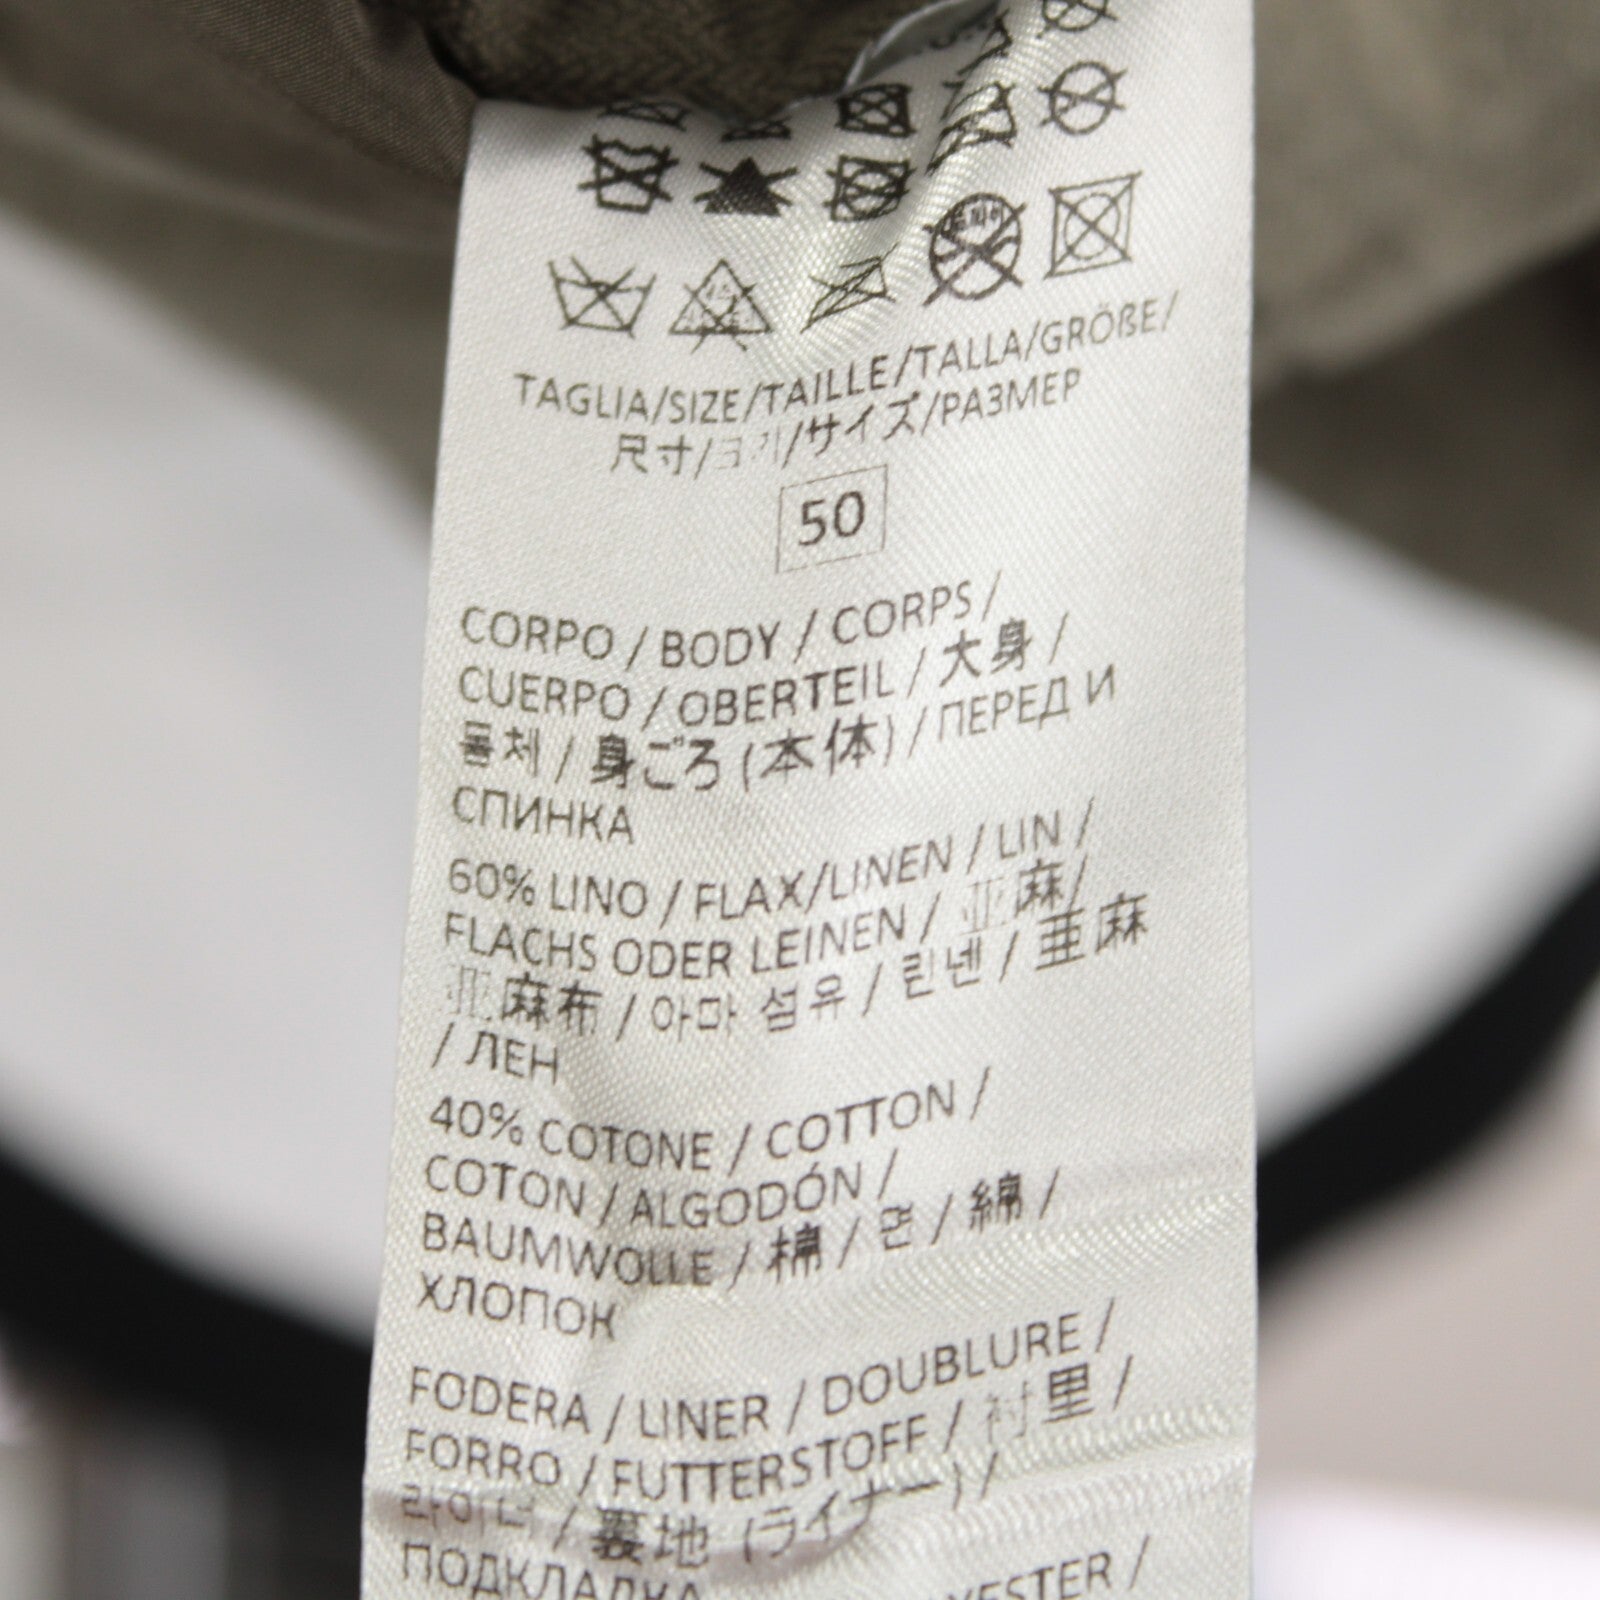 TAGLIA/SIZE/TAILLE/TALLA/GRÖßE/
尺寸/크기/サイズ/РАЗМЕР
50
CORPO / BODY / CORPS /
CUERPO / OBERTEIL / 大身 /
몸체 / 身ごろ (本体) / ПЕРЕД И
СПИНКА
60% LINO / FLAX/LINEN / LIN /
FLACHS ODER LEINEN / 亚麻/
亚麻布 / 아마 섬유 / 린넨 / 亜麻
/ ЛЕН
40% COTONE / COTTON /
COTON / ALGODÓN /
BAUMWOLLE / 棉 / 면 / 綿 /
ХЛОПОК
FODERA / LINER / DOUBLURE /
FORRO / FUTTERSTOFF / 衬里 /
라이너 / 裏地 (ライナー) /
ПОДКЛАДКА